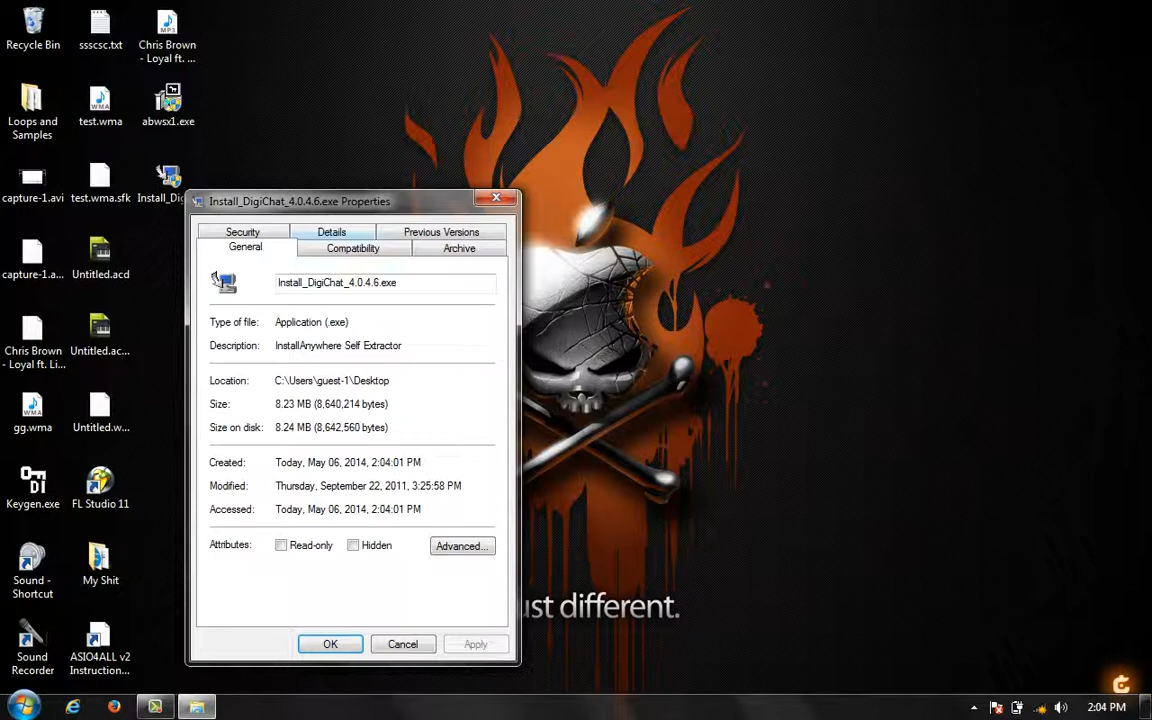 Recycle Bin
ssscsc.txt
Chris Brown
- Loyal ft. ...
Loops and
Samples
test.wma
abwsx1.exe
capture-1.avi
test.wma.sfk
Install_Di
capture-1.a...
Untitled.acd
Chris Brown
- Loyal ft. Li...
Untitled.ac...
gg.wma
Untitled.w...
Keygen.exe
FL Studio 11
Sound -
Shortcut
My Shit
Sound
Recorder
ASIO4ALL v2
Instruction...
Install_DigiChat_4.0.4.6.exe Properties
Security
Details
Previous Versions
General
Compatibility
Archive
Install_DigiChat_4.0.4.6.exe
Type of file: Application (.exe)
Description: InstallAnywhere Self Extractor
Location: C:\Users\guest-1\Desktop
Size: 8.23 MB (8,640,214 bytes)
Size on disk: 8.24 MB (8,642,560 bytes)
Created: Today, May 06, 2014, 2:04:01 PM
Modified: Thursday, September 22, 2011, 3:25:58 PM
Accessed: Today, May 06, 2014, 2:04:01 PM
Attributes: Read-only Hidden Advanced...
OK Cancel Apply
ust different.
2:04 PM